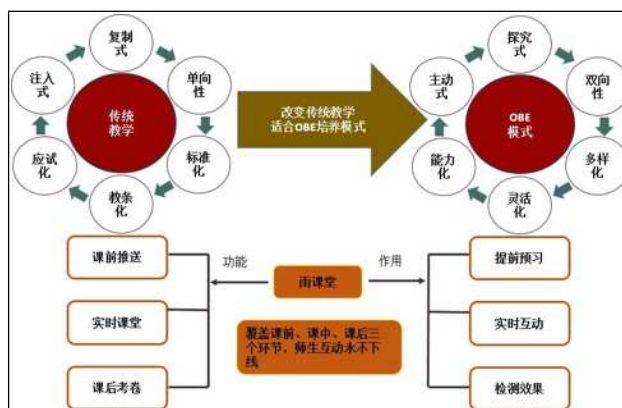 复制
式
单向
性
标准
化
教条
化
应试
化
注入
式
传统
教学
改变传统教学
适合OBE培养模式
探究
式
双向
性
多样
化
灵活
化
能力
化
主动
式
OBE
模式
课前推送
实时课堂
课后考卷
功能
雨课堂
作用
覆盖课前、课中、课后三
个环节，师生互动永不下
线
提前预习
实时互动
检测效果